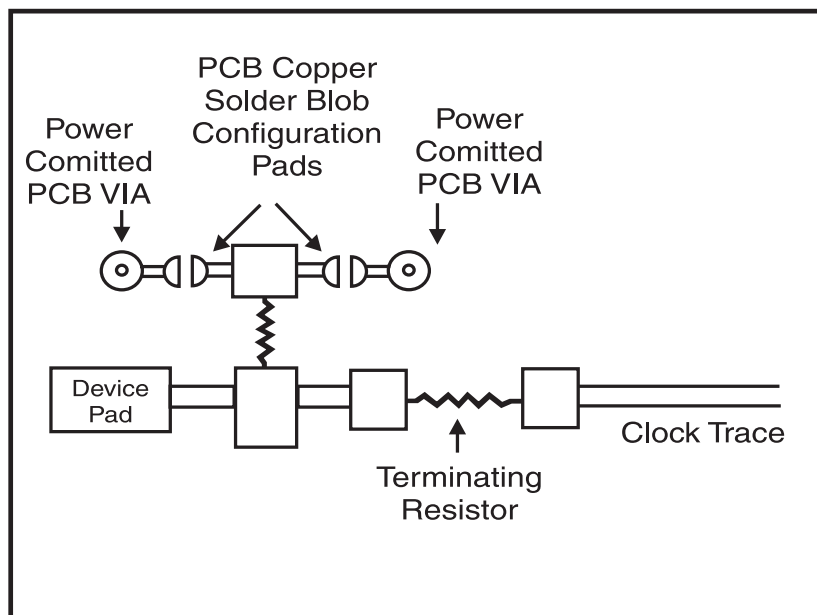 PCB Copper
Solder Blob
Configuration
Pads
Power
Comitted
PCB VIA
Power
Comitted
PCB VIA
Device
Pad
Clock Trace
Terminating
Resistor